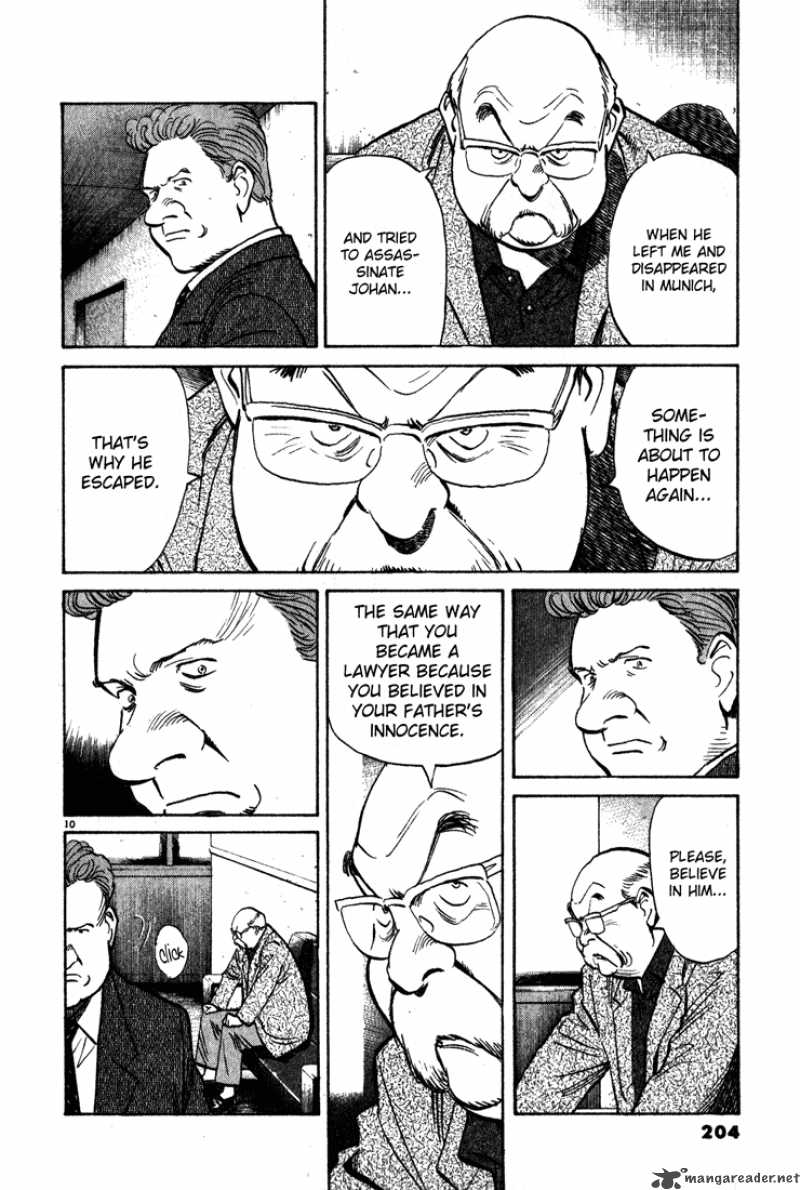 WHEN HE
LEFT ME AND
DISAPPEARED
IN MUNICH,
AND TRIED
TO ASSAS-
SINATE
JOHAN...
SOME-
THING IS
ABOUT TO
HAPPEN
AGAIN...
THAT'S
WHY HE
ESCAPED.
THE SAME WAY
THAT YOU
BECAME A
LAWYER BECAUSE
YOU BELIEVED IN
YOUR FATHER'S
INNOCENCE.
PLEASE,
BELIEVE
IN HIM...
10
CLICK
204
mangareader.net